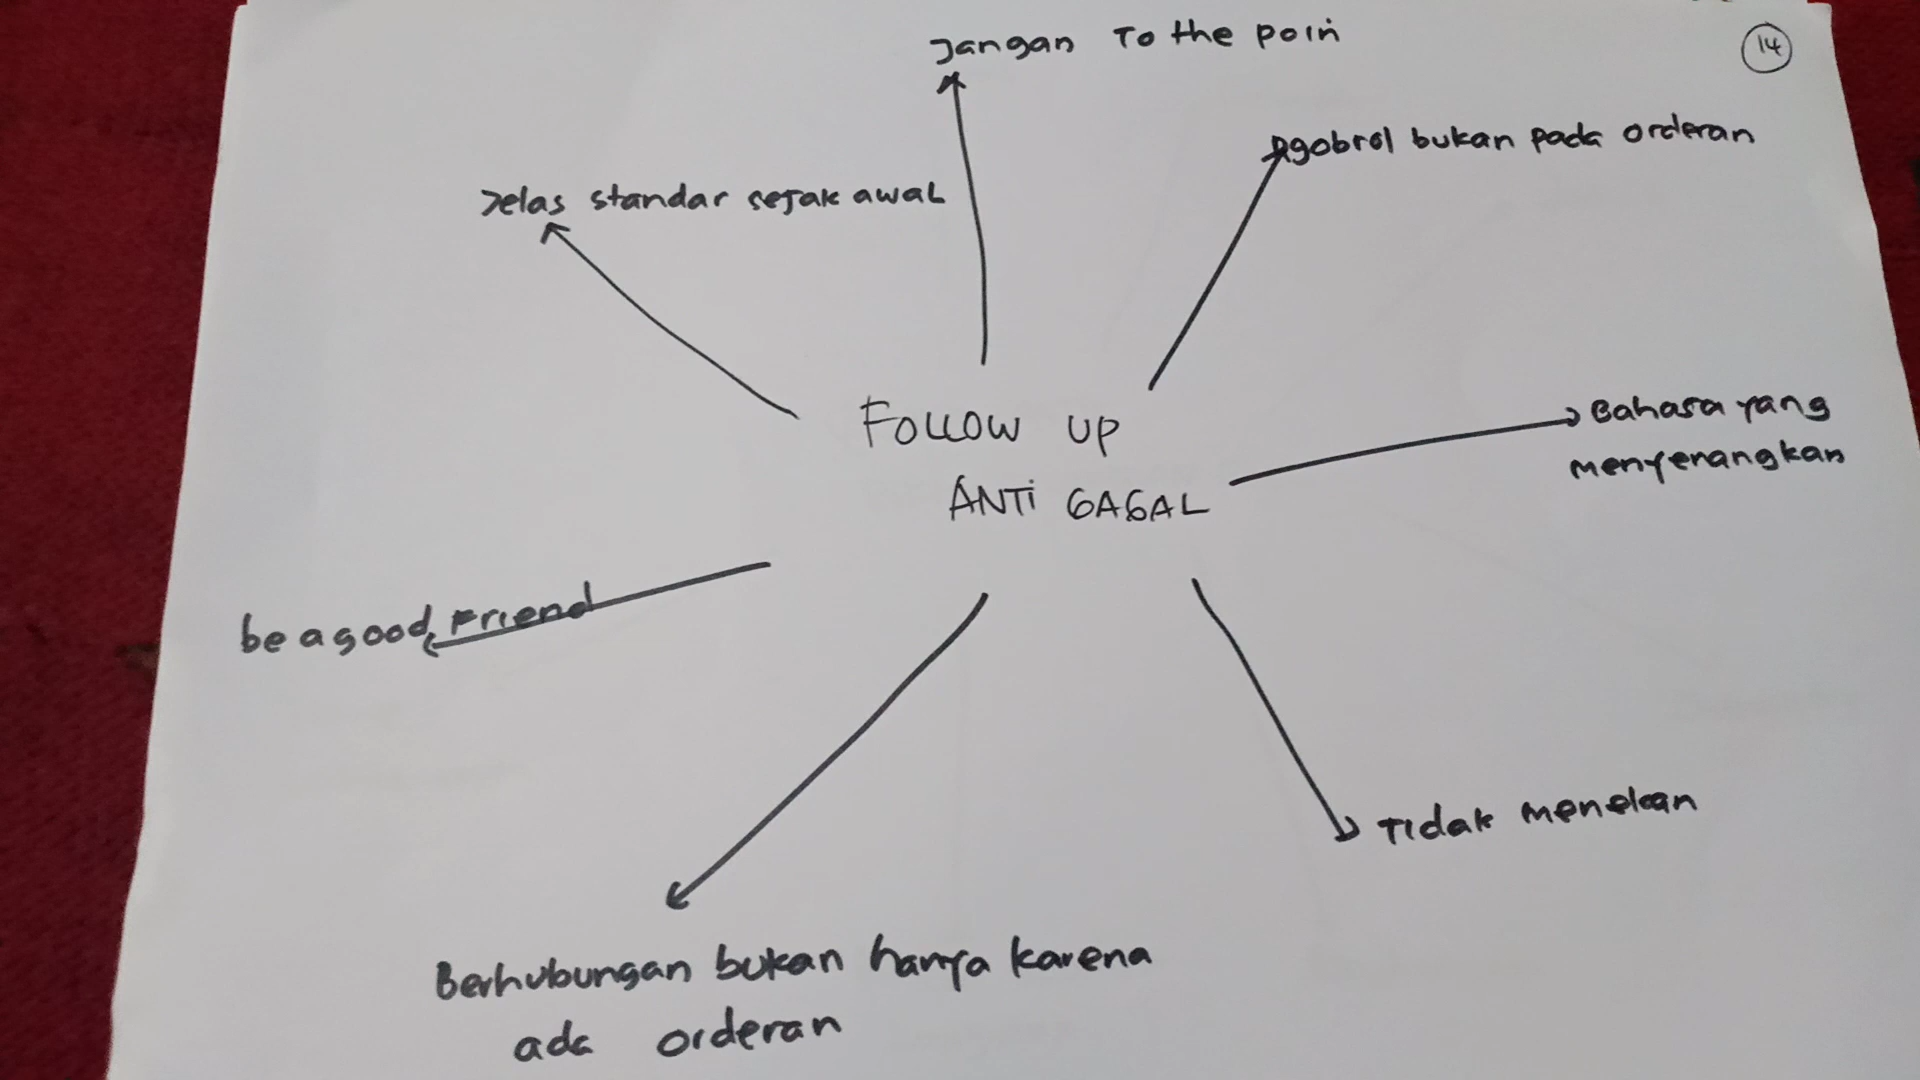 Jangan To the poin
14
Ngobrol bukan pada orderan
Jelas standar sejak awal
Follow up
Bahasa yang
menyenangkan
ANTi GAGAL
be a good Friend
Tidak menekan
Berhubungan bukan hanya karena
ada orderan